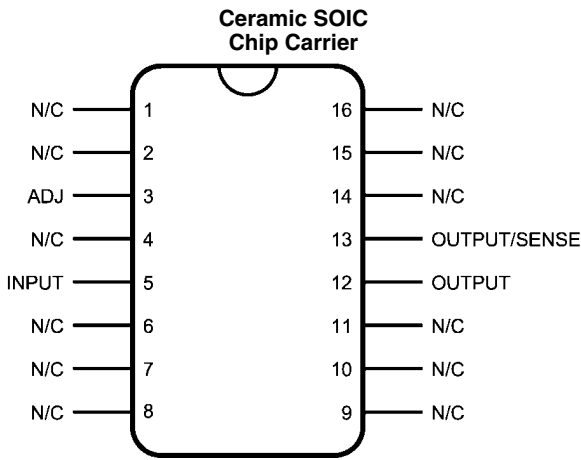 Ceramic SOIC
Chip Carrier
N/C 1 16 N/C
N/C 2 15 N/C
ADJ 3 14 N/C
N/C 4 13 OUTPUT/SENSE
INPUT 5 12 OUTPUT
N/C 6 11 N/C
N/C 7 10 N/C
N/C 8 9 N/C